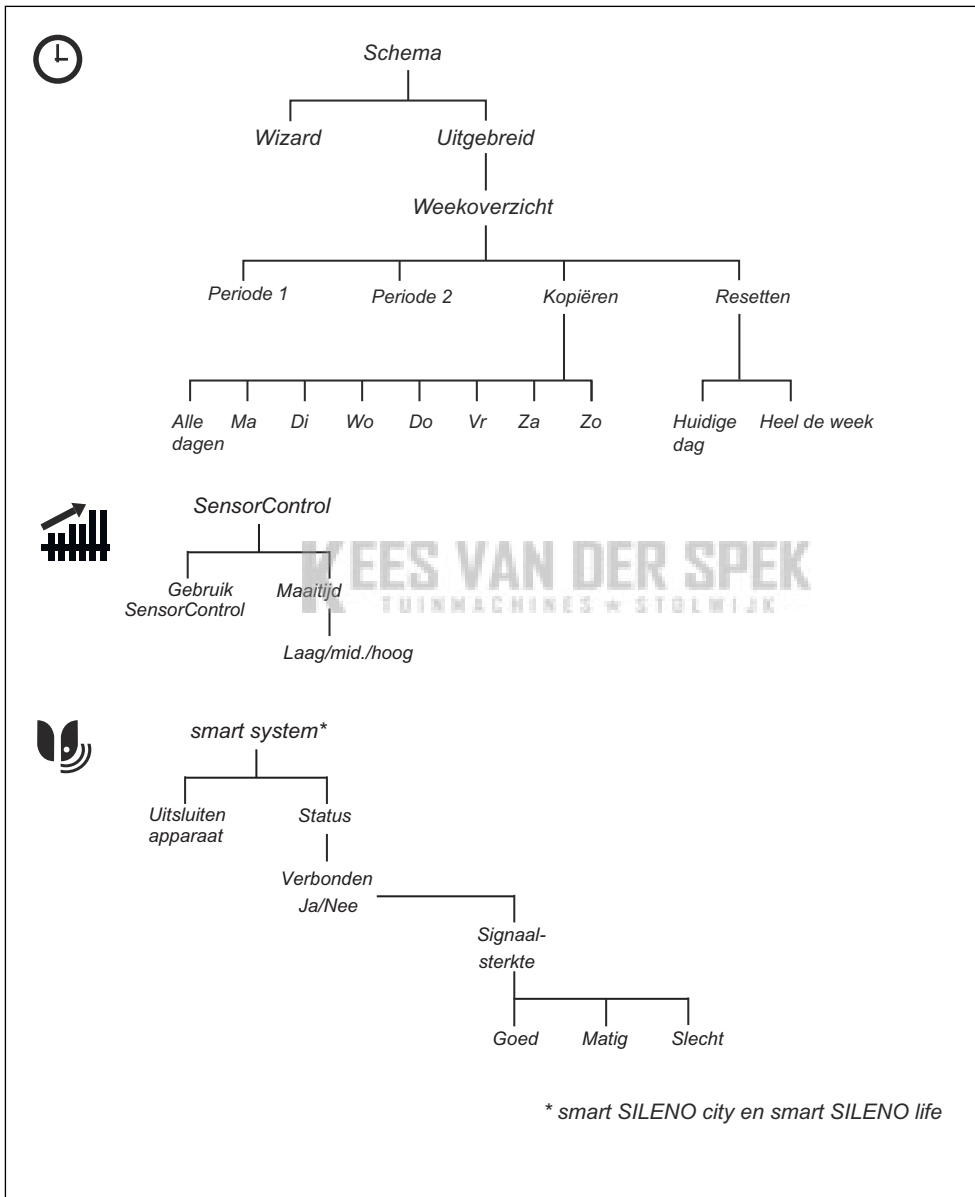 Schema
Wizard Uitgebreid
Weekoverzicht
Periode 1 Periode 2 Kopiëren Resetten
Alle Ma Di Wo Do Vr Za Zo Huidige Heel de week
dagen dag
SensorControl
KEES VAN DER SPEK
TUINMACHINES ★ STOLWIJK
Gebruik Maaitijd
SensorControl
Laag/mid./hoog
smart system*
Uitsluiten Status
apparaat
Verbonden
Ja/Nee
Signaal-
sterkte
Goed Matig Slecht
* smart SILENO city en smart SILENO life